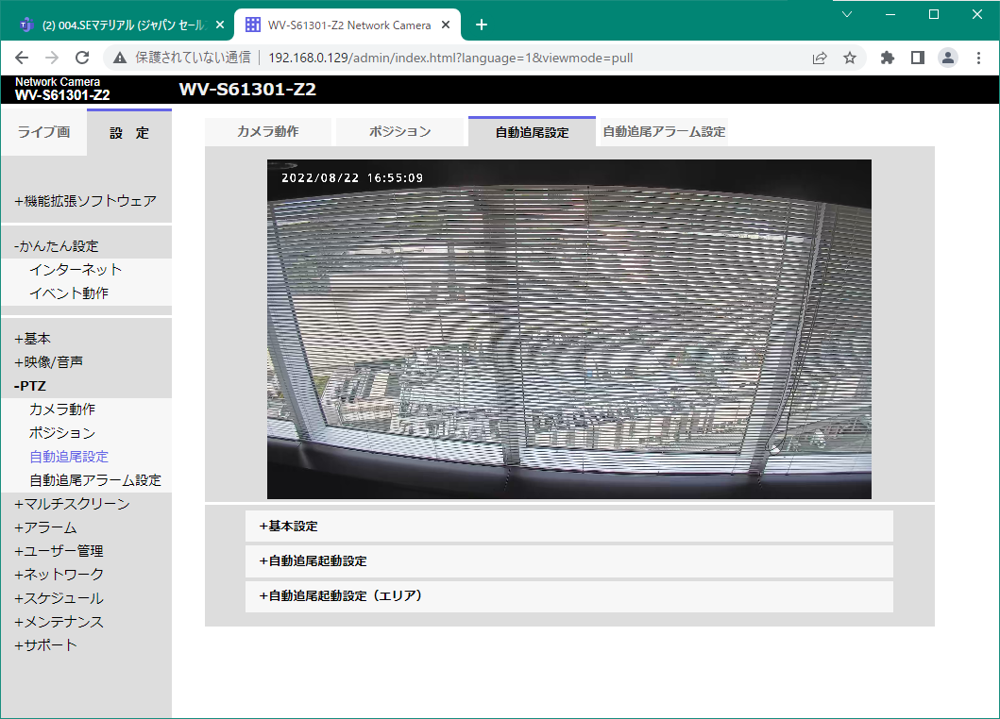 (2) 004.SEマテリアル (ジャパン セール
WV-S61301-Z2 Network Camera
保護されていない通信
192.168.0.129/admin/index.html?language=1&viewmode=pull
Network Camera
WV-S61301-Z2
WV-S61301-Z2
ライブ画
設 定
カメラ動作
ポジション
自動追尾設定
自動追尾アラーム設定
+機能拡張ソフトウェア
-かんたん設定
インターネット
イベント動作
+基本
+映像/音声
-PTZ
カメラ動作
ポジション
自動追尾設定
自動追尾アラーム設定
+マルチスクリーン
+アラーム
+ユーザー管理
+ネットワーク
+スケジュール
+メンテナンス
+サポート
2022/08/22 16:55:09
+基本設定
+自動追尾起動設定
+自動追尾起動設定（エリア）